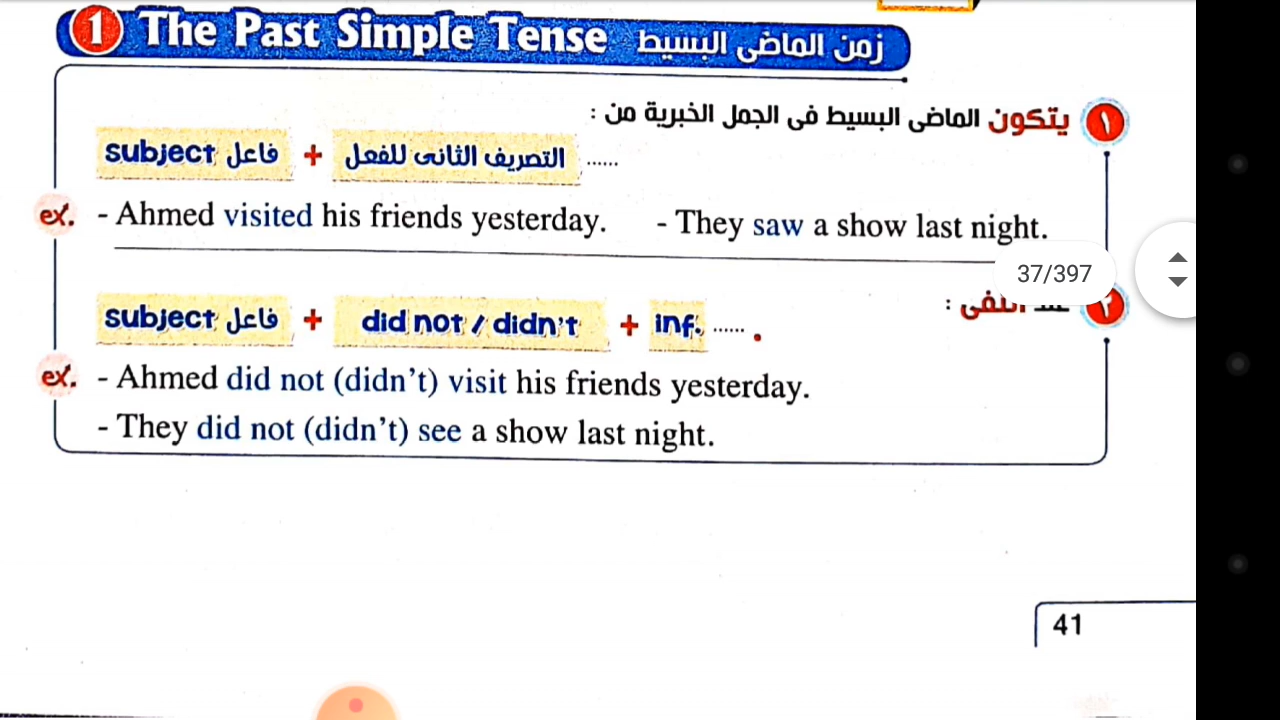 1 The Past Simple Tense زمن الماضى البسيط
١ يتكون الماضى البسيط فى الجمل الخبرية من :
subject فاعل + التصريف الثانى للفعل ......
ex. - Ahmed visited his friends yesterday. - They saw a show last night.
37/397
٢ النفى :
subject فاعل + did not / didn't + inf. ...... .
ex. - Ahmed did not (didn't) visit his friends yesterday.
- They did not (didn't) see a show last night.
41